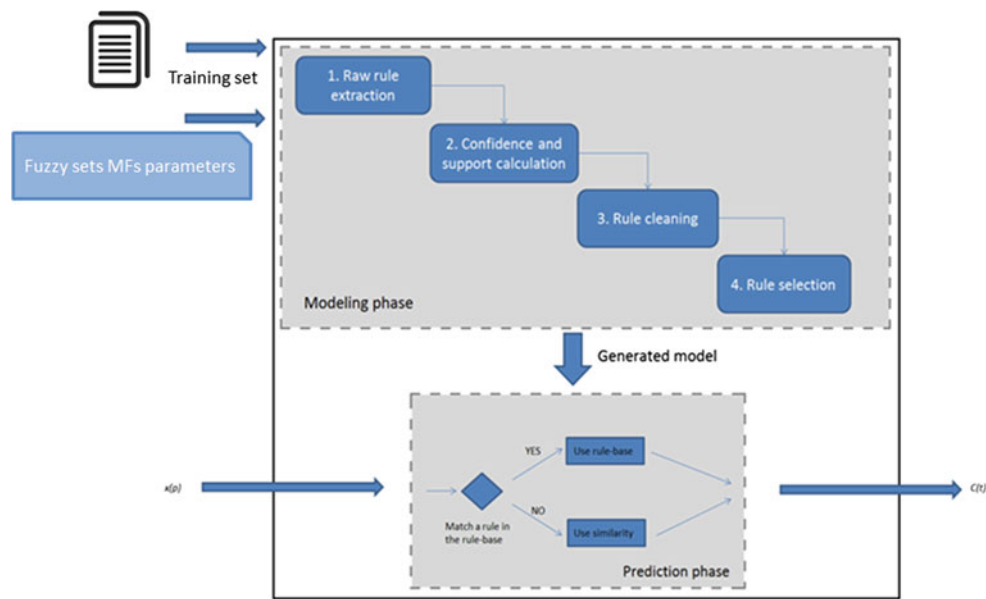 Training set
Fuzzy sets MFs parameters
1. Raw rule
extraction
2. Confidence and
support calculation
3. Rule cleaning
4. Rule selection
Modeling phase
Generated model
x(p)
YES
Use rule-base
Match a rule in
the rule-base
NO
Use similarity
Prediction phase
C(t)